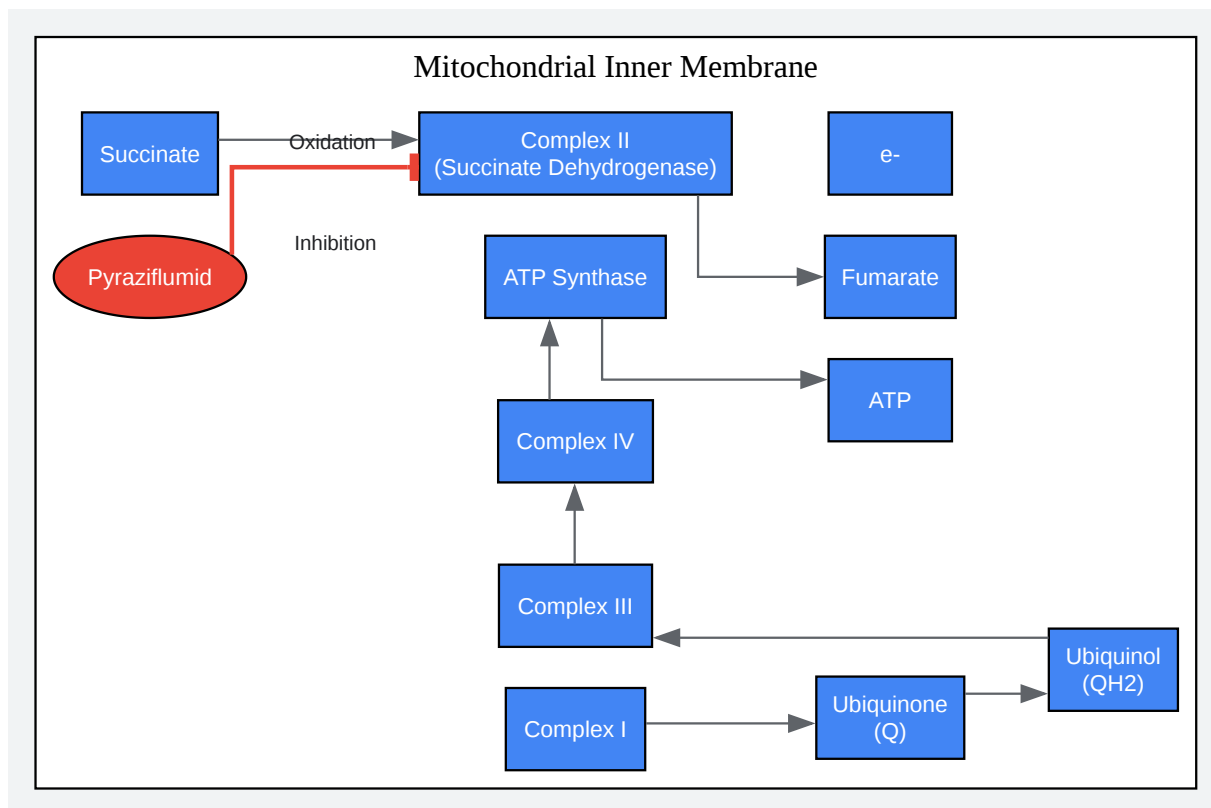 Mitochondrial Inner Membrane
Succinate
Oxidation
Complex II
(Succinate Dehydrogenase)
e-
Pyraziflumid
Inhibition
ATP Synthase
Fumarate
ATP
Complex IV
Complex III
Ubiquinol
(QH2)
Complex I
Ubiquinone
(Q)